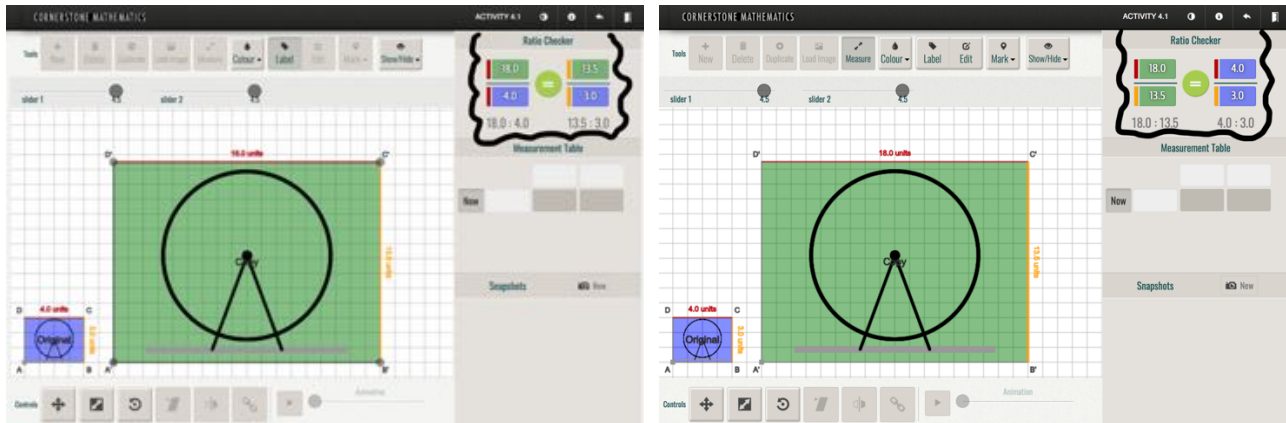 CORNERSTONE MATHEMATICS
ACTIVITY 4.1
Tools
New
Delete
Duplicate
Load Image
Measure
Colour
Label
Edit
Mark
Show/Hide
Ratio Checker
18.0
13.5
4.0
3.0
=
18.0 : 4.0
13.5 : 3.0
slider 1
4.5
slider 2
4.5
Measurement Table
Now
D'
18.0 units
C'
13.5 units
Copy
D
4.0 units
C
3.0 units
Original
A
B
A'
B'
Snapshots
New
Controls
Animation
CORNERSTONE MATHEMATICS
ACTIVITY 4.1
Tools
New
Delete
Duplicate
Load Image
Measure
Colour
Label
Edit
Mark
Show/Hide
Ratio Checker
18.0
4.0
13.5
3.0
=
18.0 : 13.5
4.0 : 3.0
slider 1
4.5
slider 2
4.5
Measurement Table
Now
D'
18.0 units
C'
13.5 units
Copy
D
4.0 units
C
3.0 units
Original
A
B
A'
B'
Snapshots
New
Controls
Animation